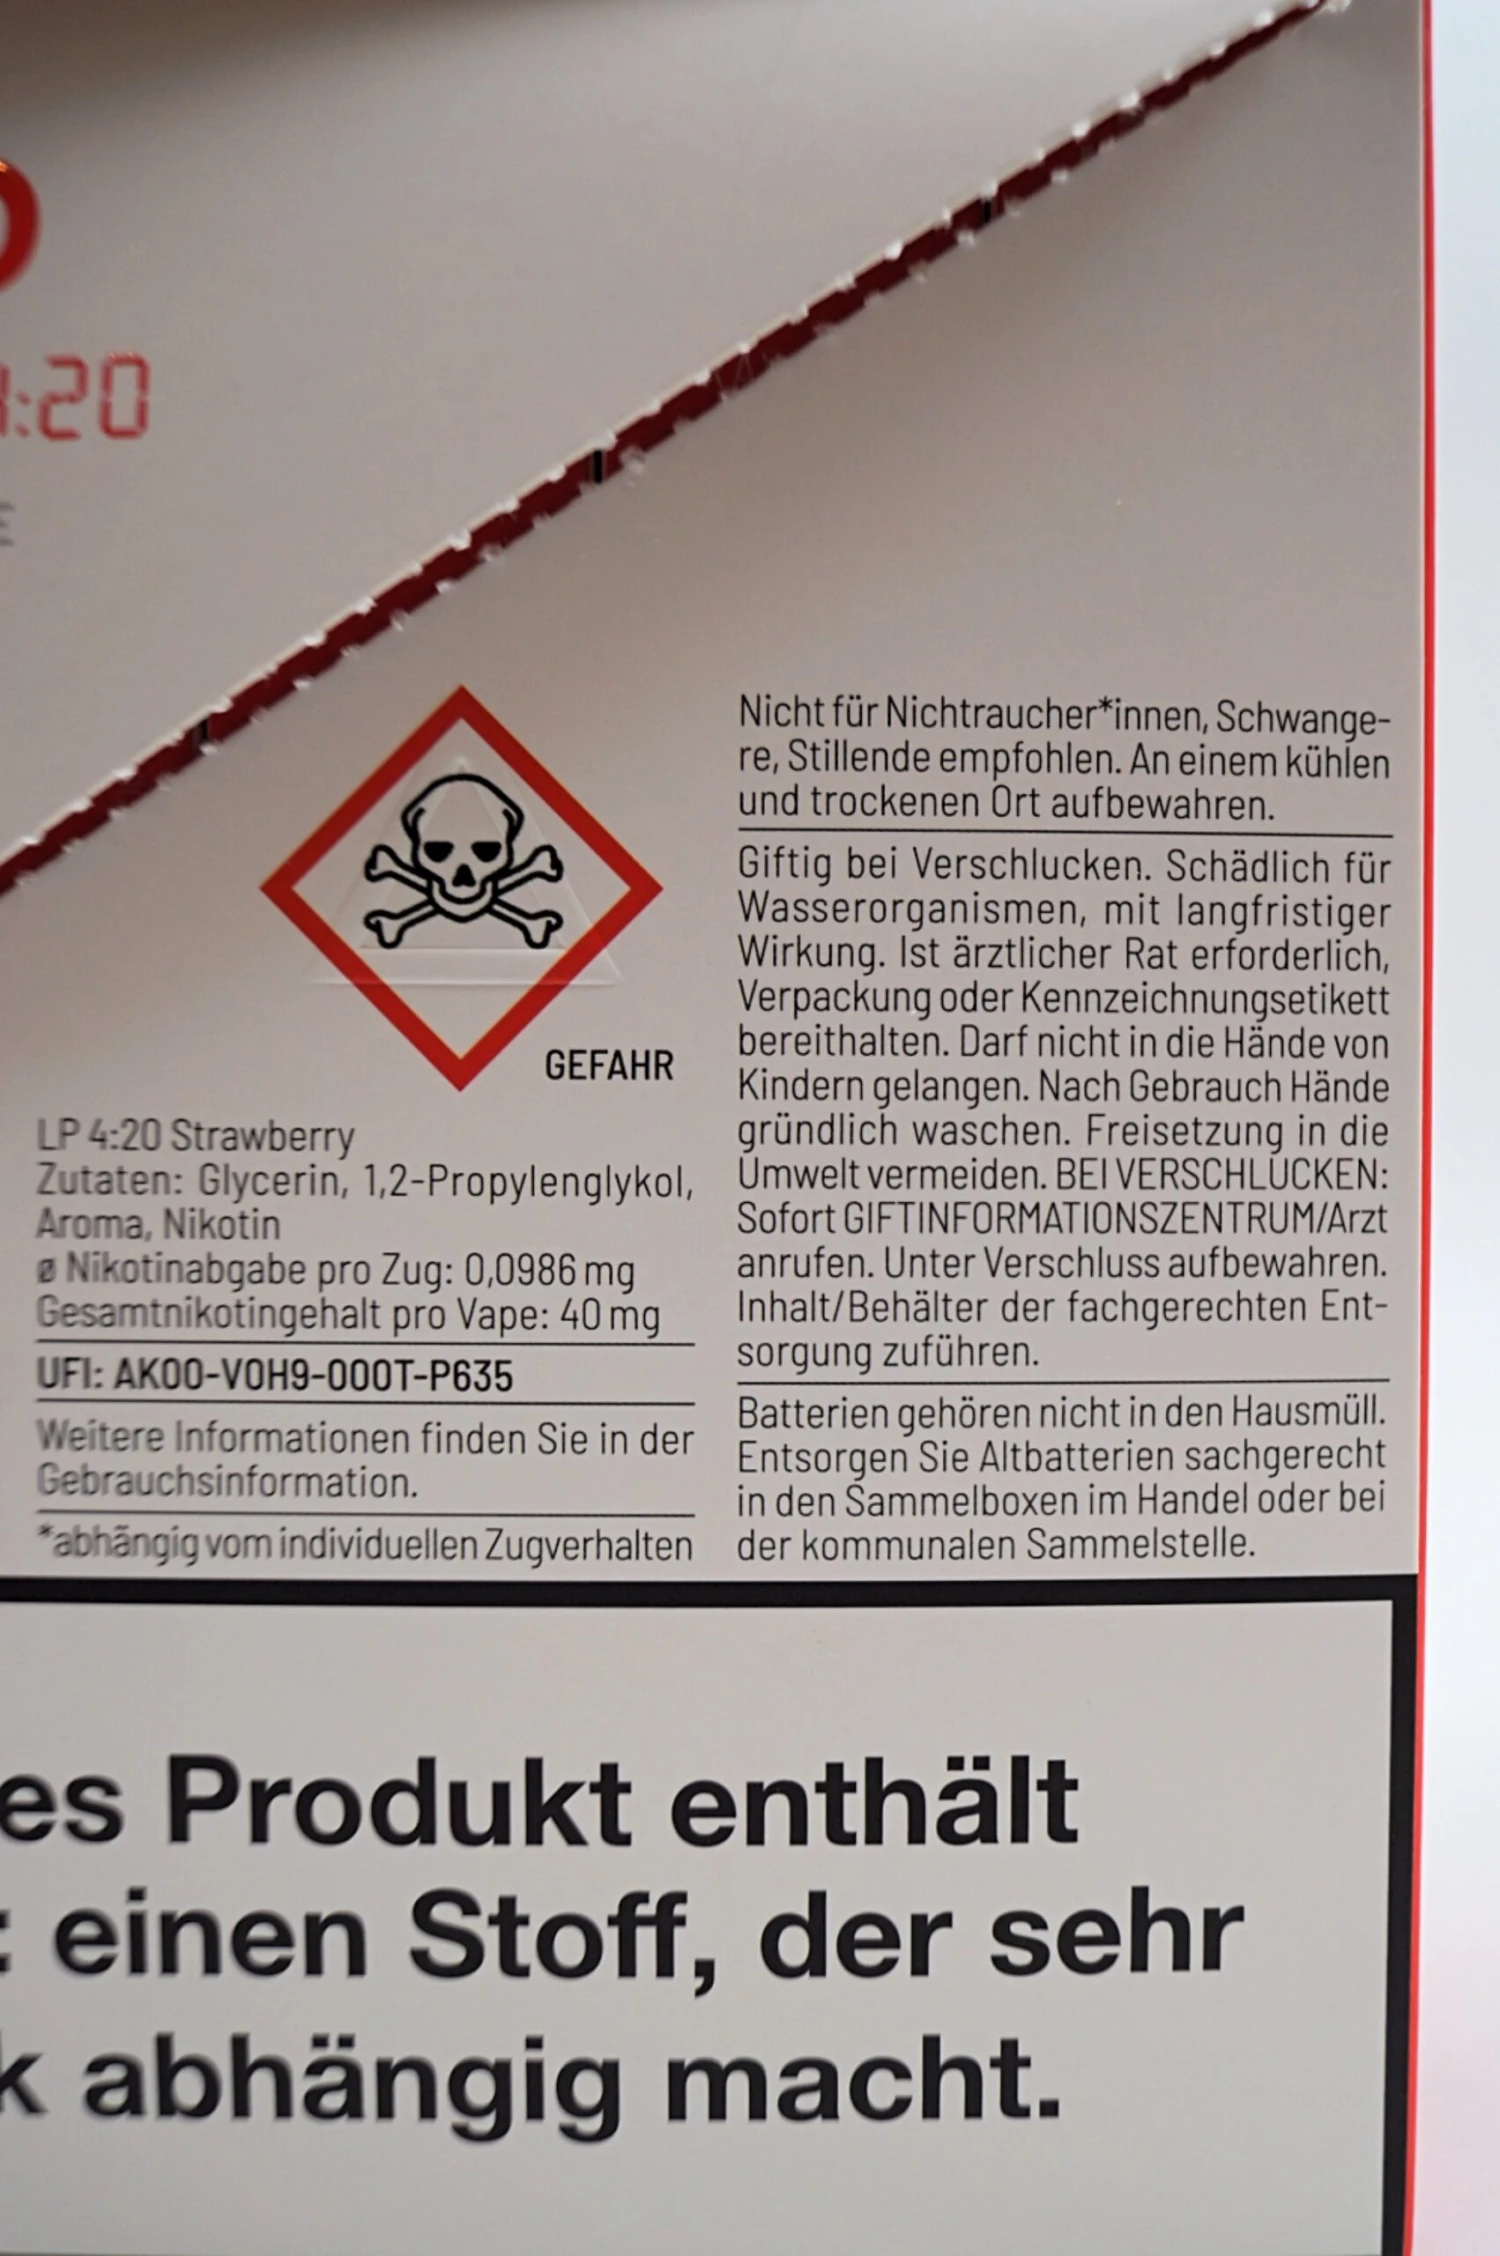 :20
GEFAHR
LP 4:20 Strawberry
Zutaten: Glycerin, 1,2-Propylenglykol,
Aroma, Nikotin
ø Nikotinabgabe pro Zug: 0,0986 mg
Gesamtnikotingehalt pro Vape: 40 mg
UFI: AK00-V0H9-000T-P635
Weitere Informationen finden Sie in der
Gebrauchsinformation.
*abhängig vom individuellen Zugverhalten
Nicht für Nichtraucher*innen, Schwange-
re, Stillende empfohlen. An einem kühlen
und trockenen Ort aufbewahren.
Giftig bei Verschlucken. Schädlich für
Wasserorganismen, mit langfristiger
Wirkung. Ist ärztlicher Rat erforderlich,
Verpackung oder Kennzeichnungsetikett
bereithalten. Darf nicht in die Hände von
Kindern gelangen. Nach Gebrauch Hände
gründlich waschen. Freisetzung in die
Umwelt vermeiden. BEI VERSCHLUCKEN:
Sofort GIFTINFORMATIONSZENTRUM/Arzt
anrufen. Unter Verschluss aufbewahren.
Inhalt/Behälter der fachgerechten Ent-
sorgung zuführen.
Batterien gehören nicht in den Hausmüll.
Entsorgen Sie Altbatterien sachgerecht
in den Sammelboxen im Handel oder bei
der kommunalen Sammelstelle.
es Produkt enthält
: einen Stoff, der sehr
k abhängig macht.